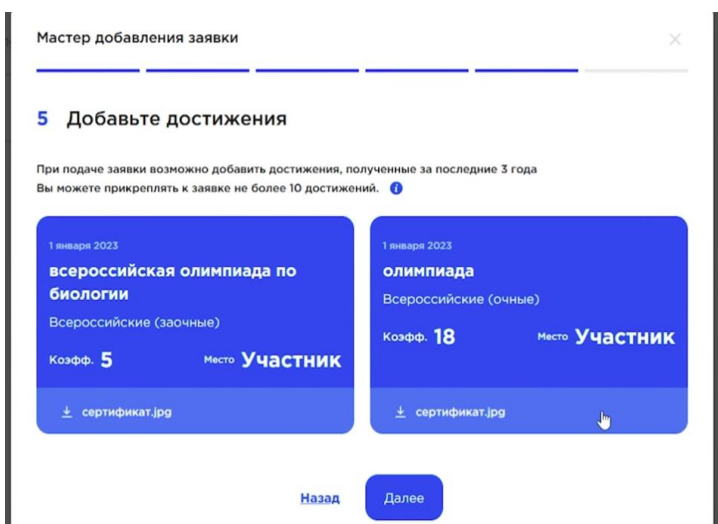 Мастер добавления заявки
5 Добавьте достижения
При подаче заявки возможно добавить достижения, полученные за последние 3 года
Вы можете прикреплять к заявке не более 10 достижений.
1 января 2023
всероссийская олимпиада по
биологии
Всероссийские (заочные)
Коэфф. 5 Место Участник
сертификат.jpg
1 января 2023
олимпиада
Всероссийские (очные)
Коэфф. 18 Место Участник
сертификат.jpg
Назад Далее